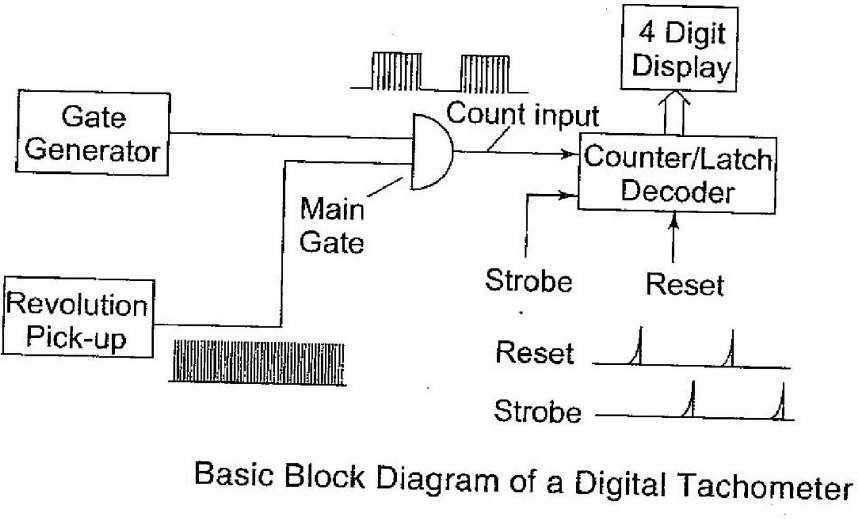 4 Digit
Display
Gate
Generator
Count input
Counter/Latch
Decoder
Main
Gate
Strobe
Reset
Revolution
Pick-up
Reset
Strobe
Basic Block Diagram of a Digital Tachometer